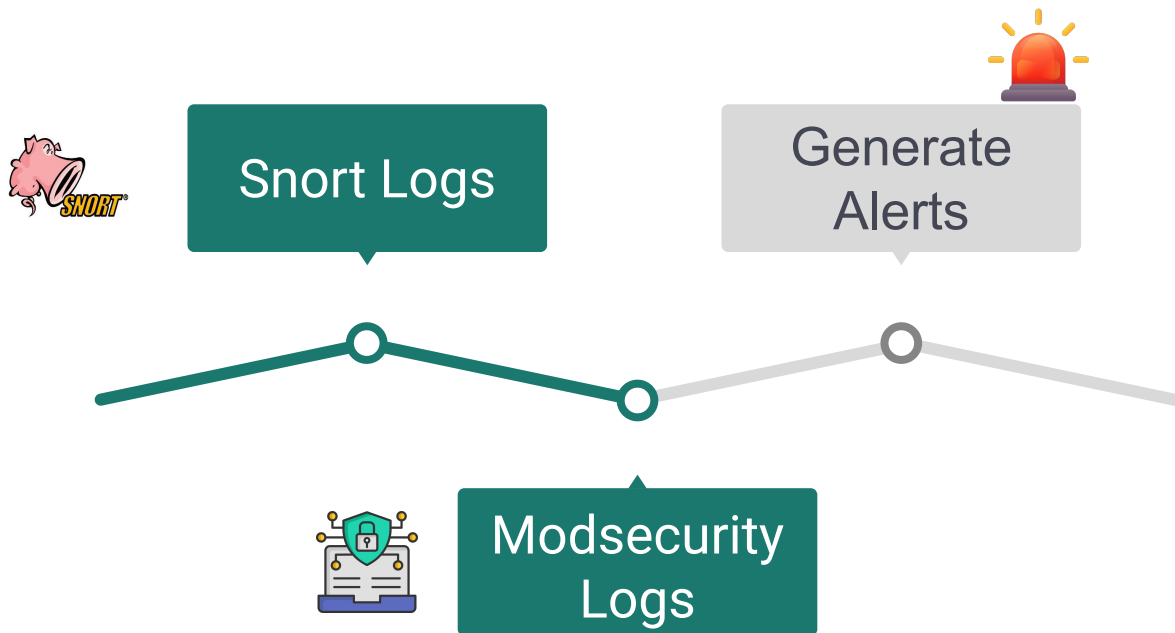 Snort Logs
Generate
Alerts
SNORT®
Modsecurity
Logs